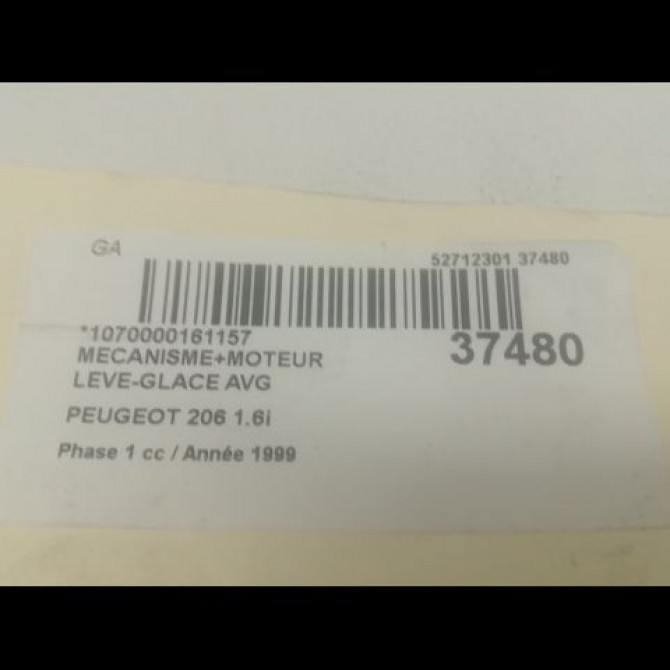 GA
52712301 37480
*1070000161157
37480
MECANISME+MOTEUR
LEVE-GLACE AVG
PEUGEOT 206 1.6i
Phase 1 cc / Année 1999